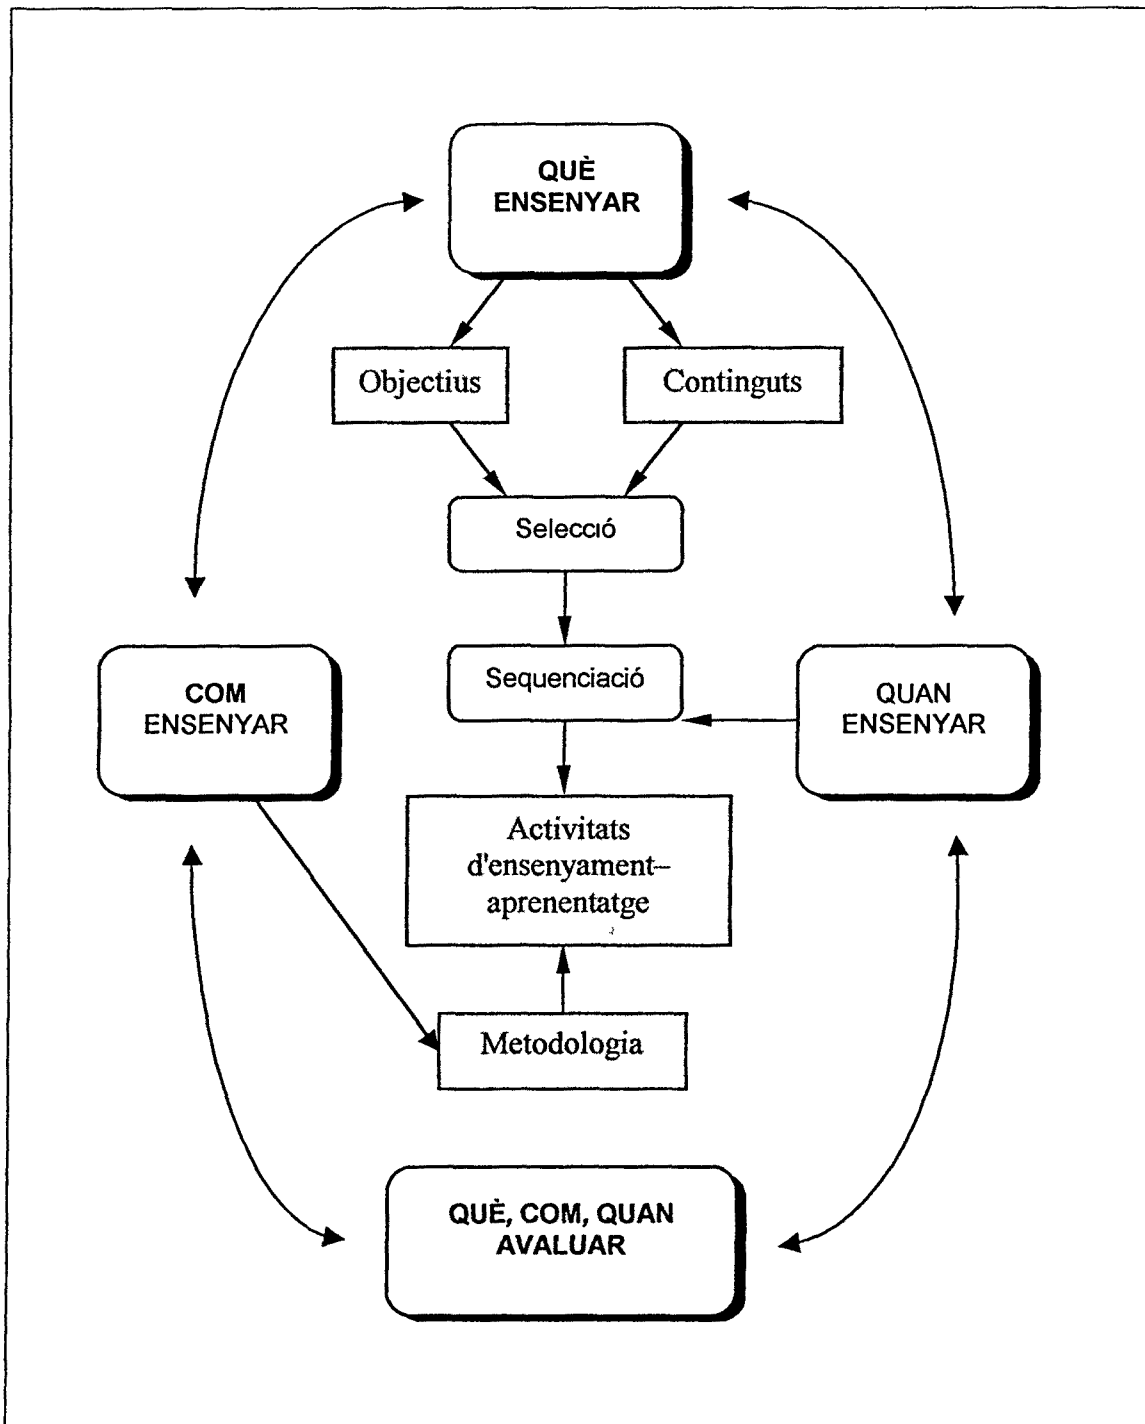 QUÈ
ENSENYAR
Objectius
Continguts
Selecció
Sequenciació
COM
ENSENYAR
QUAN
ENSENYAR
Activitats
d'ensenyament–
aprenentatge
Metodologia
QUÈ, COM, QUAN
AVALUAR